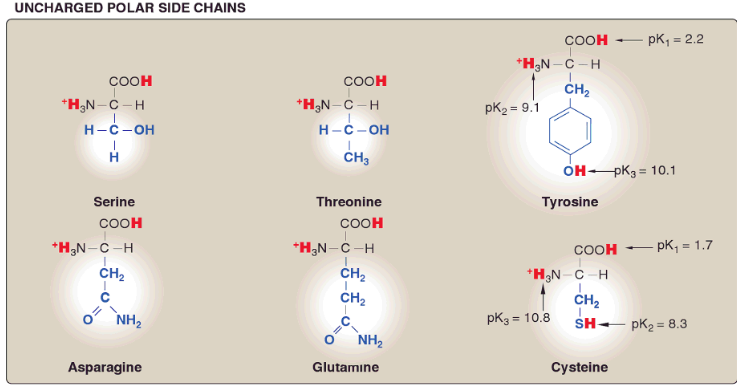 UNCHARGED POLAR SIDE CHAINS
COOH
⁺H₃N–C–H
H–C–OH
H
Serine
COOH
⁺H₃N–C–H
H–C–OH
CH₃
Threonine
COOH
pK₁ = 2.2
⁺H₃N–C–H
CH₂
pK₂ = 9.1
OH
pK₃ = 10.1
Tyrosine
COOH
⁺H₃N–C–H
CH₂
C
O NH₂
Asparagine
COOH
⁺H₃N–C–H
CH₂
CH₂
C
O NH₂
Glutamine
COOH
pK₁ = 1.7
⁺H₃N–C–H
CH₂
pK₃ = 10.8
SH
pK₂ = 8.3
Cysteine